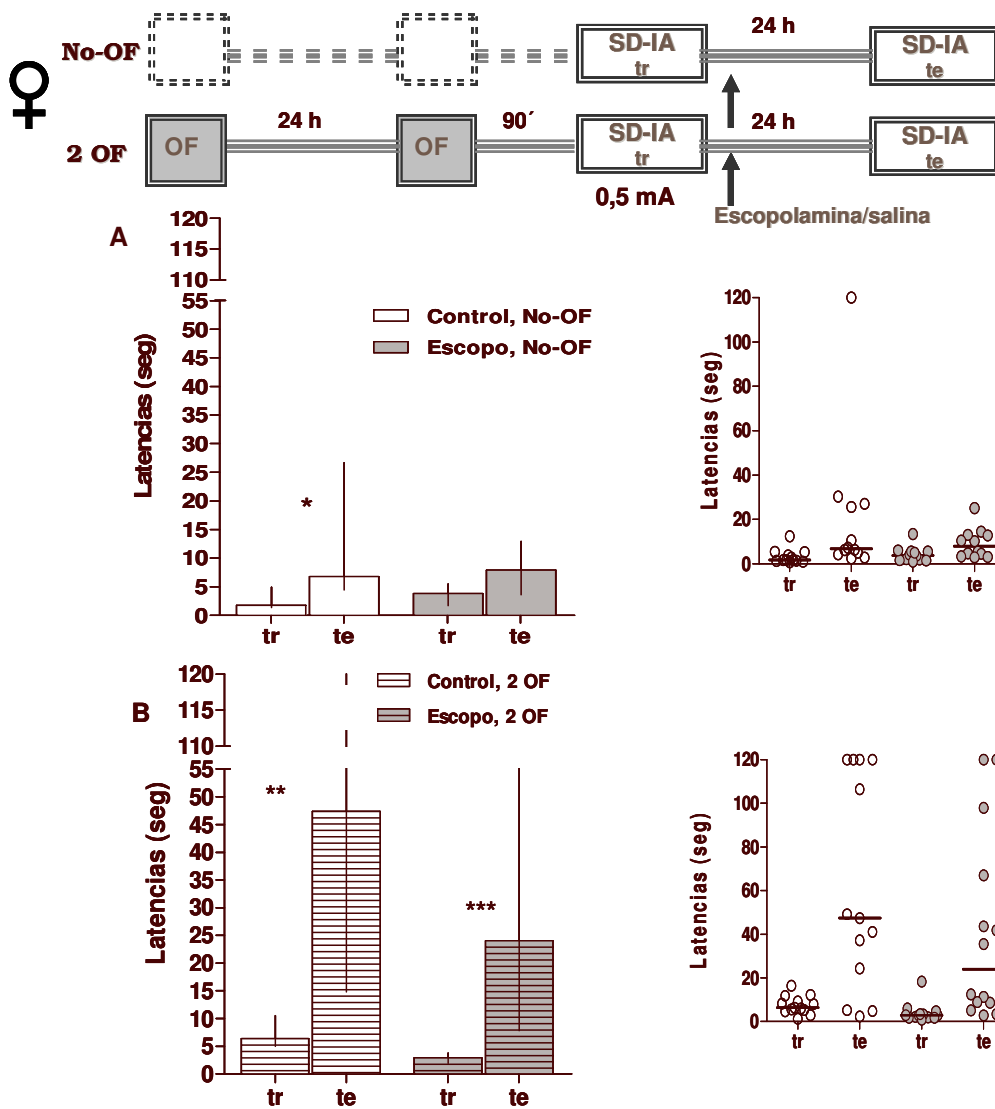 No-OF
SD-IA
tr
24 h
SD-IA
te
2 OF
OF
24 h
OF
90´
SD-IA
tr
24 h
SD-IA
te
0,5 mA
Escopolamina/salina
A
Latencias (seg)
120
115
110
55
50
45
40
35
30
25
20
15
10
5
0
Control, No-OF
Escopo, No-OF
*
tr te tr te
Latencias (seg)
120
100
80
60
40
20
0
tr te tr te
B
Latencias (seg)
120
115
110
55
50
45
40
35
30
25
20
15
10
5
0
Control, 2 OF
Escopo, 2 OF
**
***
tr te tr te
Latencias (seg)
120
100
80
60
40
20
0
tr te tr te